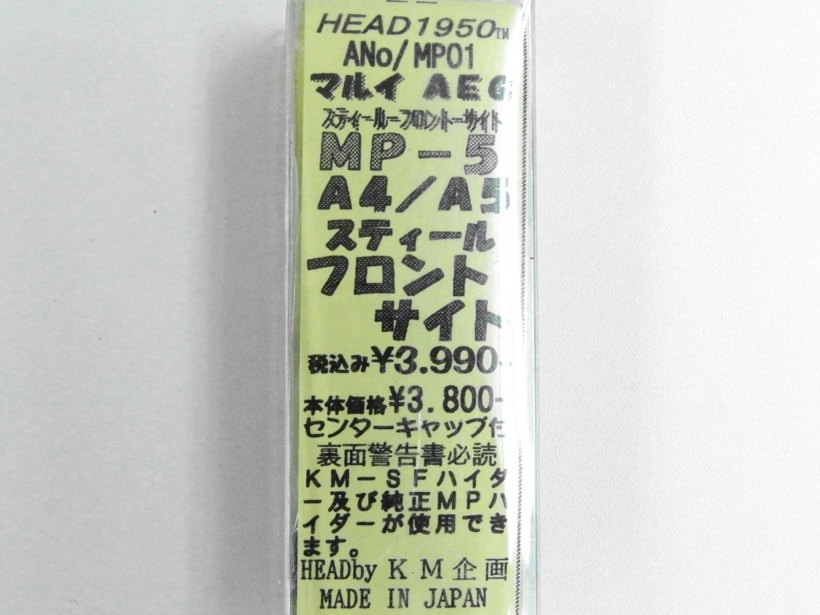 HEAD1950™
ANo/MP01
マルイ AEG
スティールーフロントーサイト
MP-5
A4/A5
スティール
フロント
サイト
税込み¥3.990-
本体価格¥3.800-
センターキャップ付
裏面警告書必読
KM-SFハイダ
ー及び純正MPハ
イダーが使用でき
ます。
HEADby KM企画
MADE IN JAPAN